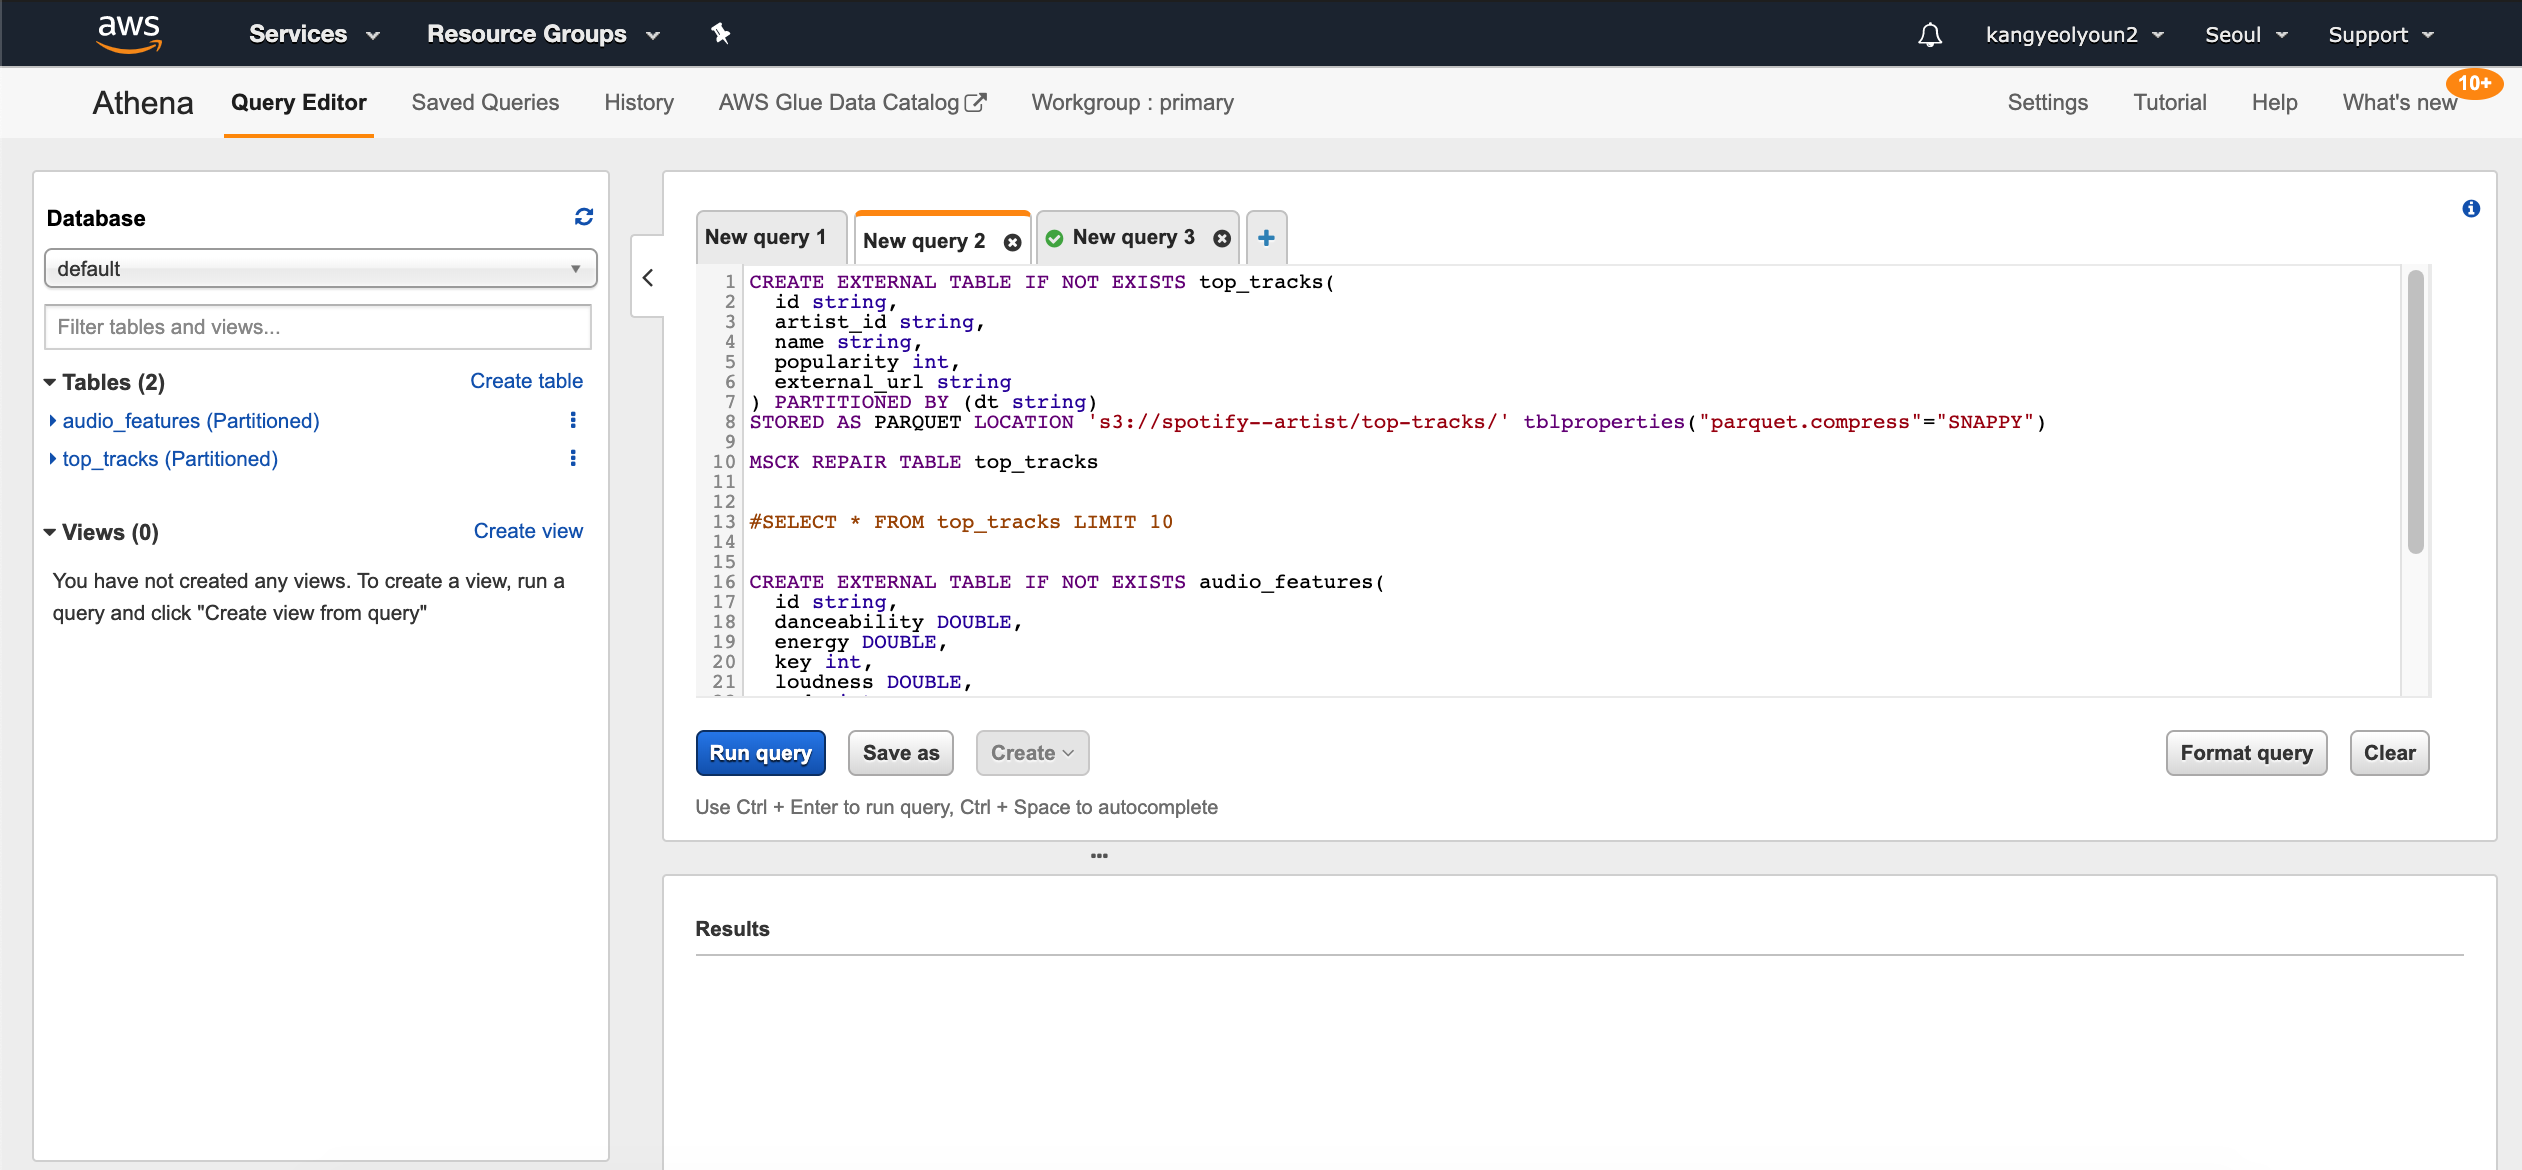 aws Services Resource Groups kangyeolyoun2 Seoul Support
Athena Query Editor Saved Queries History AWS Glue Data Catalog Workgroup : primary Settings Tutorial Help What's new 10+
Database
default
Filter tables and views...
Tables (2) Create table
audio_features (Partitioned)
top_tracks (Partitioned)
Views (0) Create view
You have not created any views. To create a view, run a
query and click "Create view from query"
New query 1 New query 2 New query 3
1 CREATE EXTERNAL TABLE IF NOT EXISTS top_tracks(
2 id string,
3 artist_id string,
4 name string,
5 popularity int,
6 external_url string
7 ) PARTITIONED BY (dt string)
8 STORED AS PARQUET LOCATION 's3://spotify--artist/top-tracks/' tblproperties("parquet.compress"="SNAPPY")
9
10 MSCK REPAIR TABLE top_tracks
11
12
13 #SELECT * FROM top_tracks LIMIT 10
14
15
16 CREATE EXTERNAL TABLE IF NOT EXISTS audio_features(
17 id string,
18 danceability DOUBLE,
19 energy DOUBLE,
20 key int,
21 loudness DOUBLE,
Run query Save as Create Format query Clear
Use Ctrl + Enter to run query, Ctrl + Space to autocomplete
Results